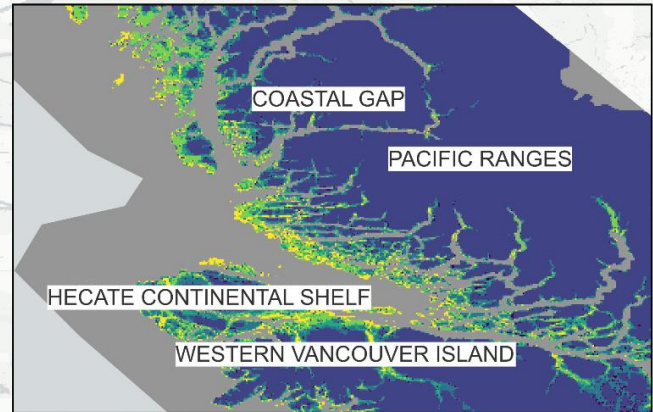 COASTAL GAP
PACIFIC RANGES
HECATE CONTINENTAL SHELF
WESTERN VANCOUVER ISLAND